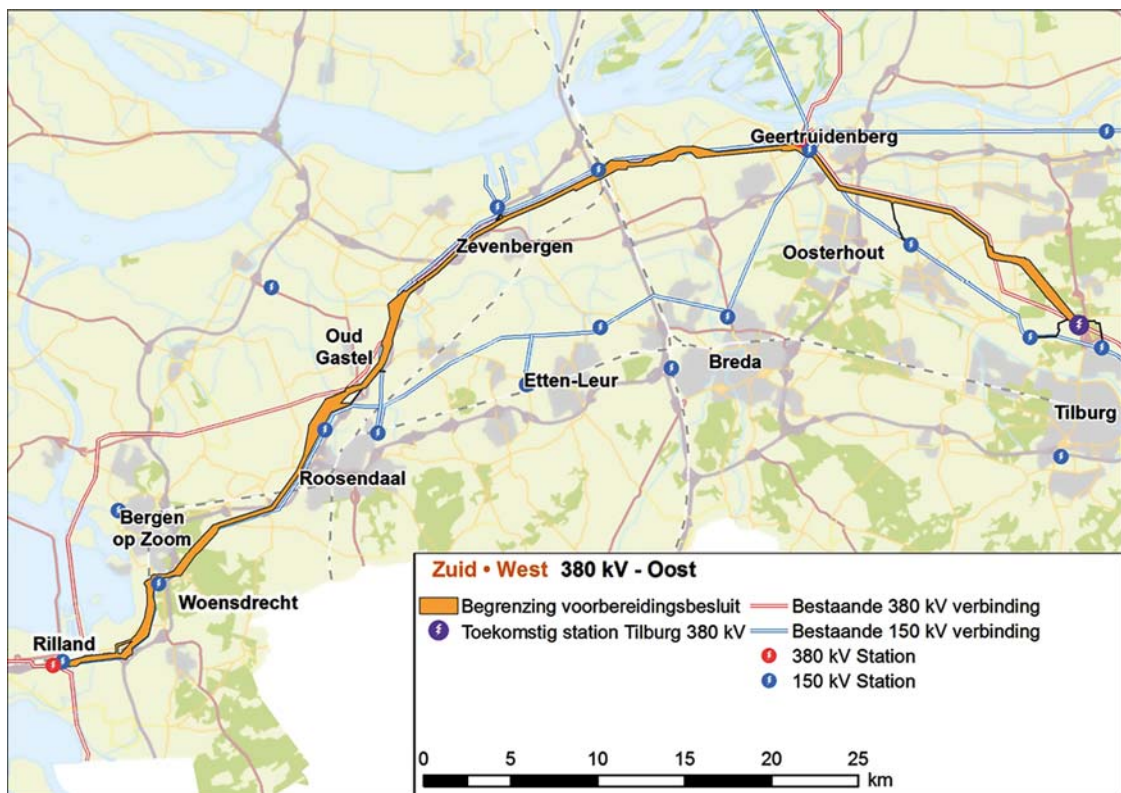 Geertruidenberg
Zevenbergen
Oosterhout
Oud
Gastel
Breda
Etten-Leur
Tilburg
Roosendaal
Bergen
op Zoom
Woensdrecht
Rilland
Zuid • West 380 kV - Oost
Begrenzing voorbereidingsbesluit
Toekomstig station Tilburg 380 kV
Bestaande 380 kV verbinding
Bestaande 150 kV verbinding
380 kV Station
150 kV Station
0 5 10 15 20 25
km